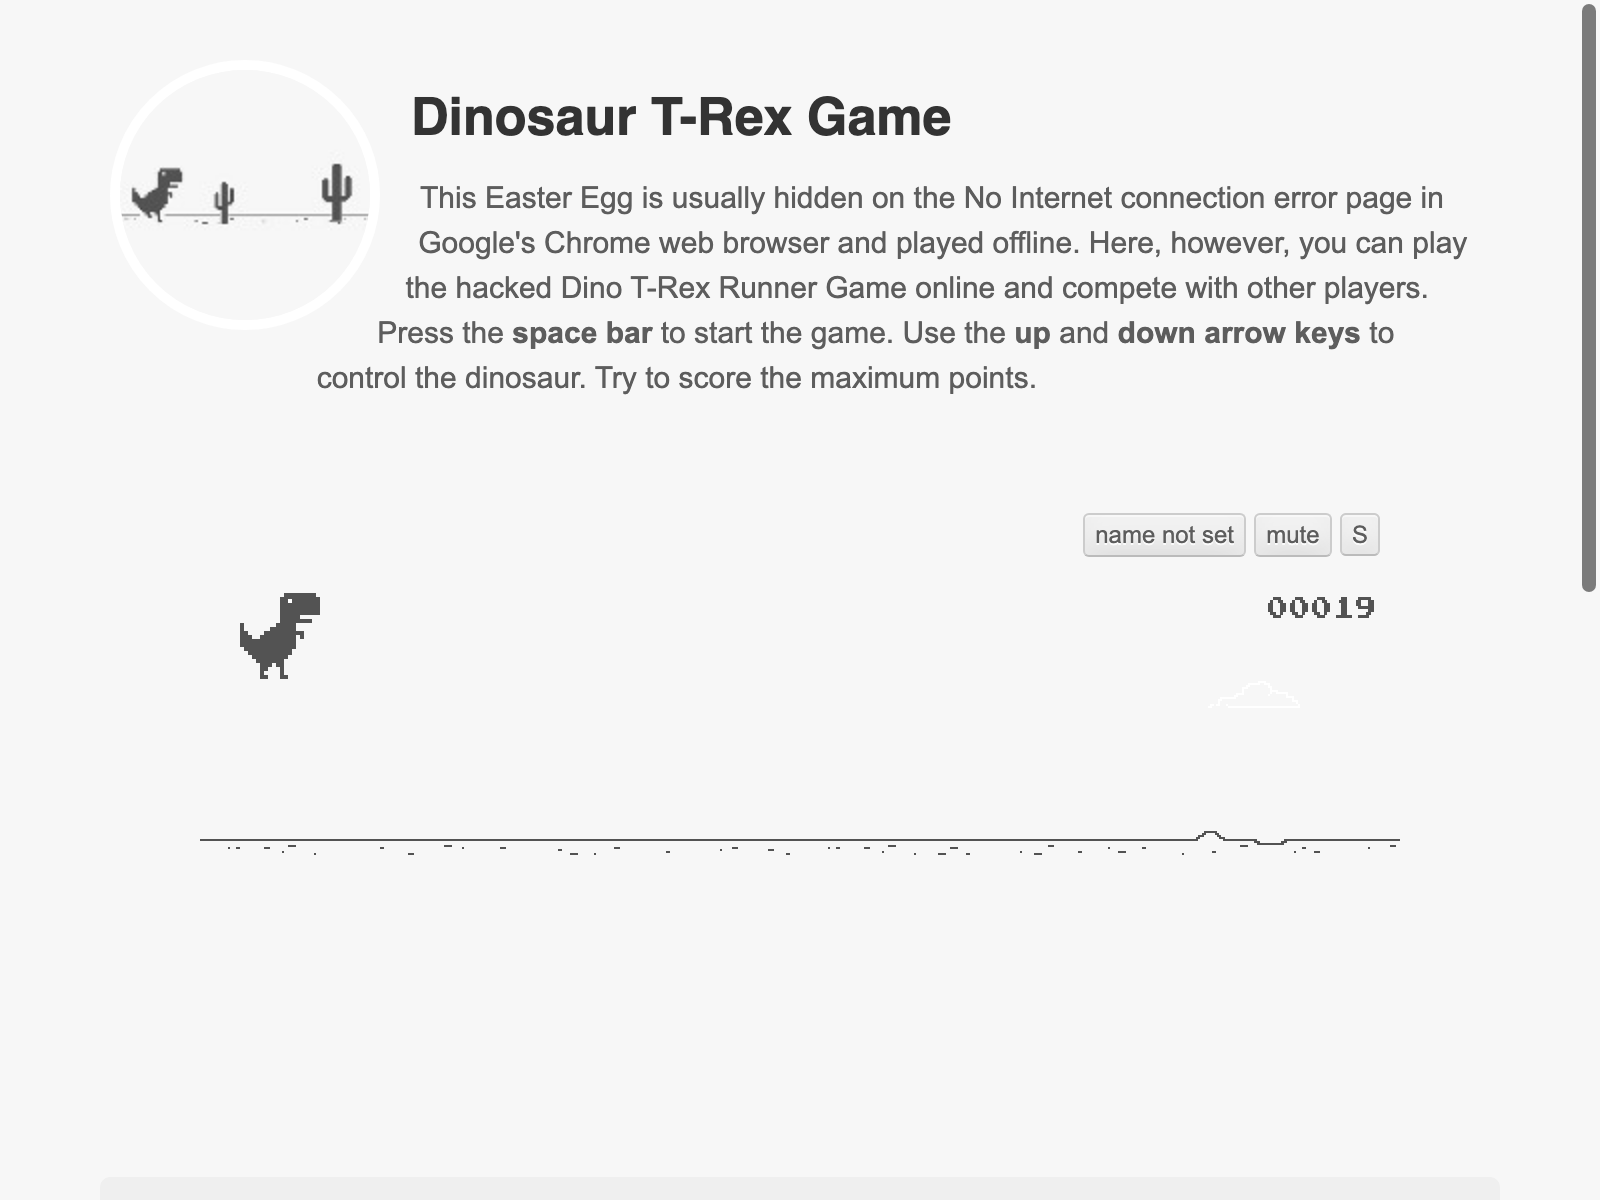 Dinosaur T-Rex Game
This Easter Egg is usually hidden on the No Internet connection error page in
Google's Chrome web browser and played offline. Here, however, you can play
the hacked Dino T-Rex Runner Game online and compete with other players.
Press the space bar to start the game. Use the up and down arrow keys to
control the dinosaur. Try to score the maximum points.
name not set mute S
00019